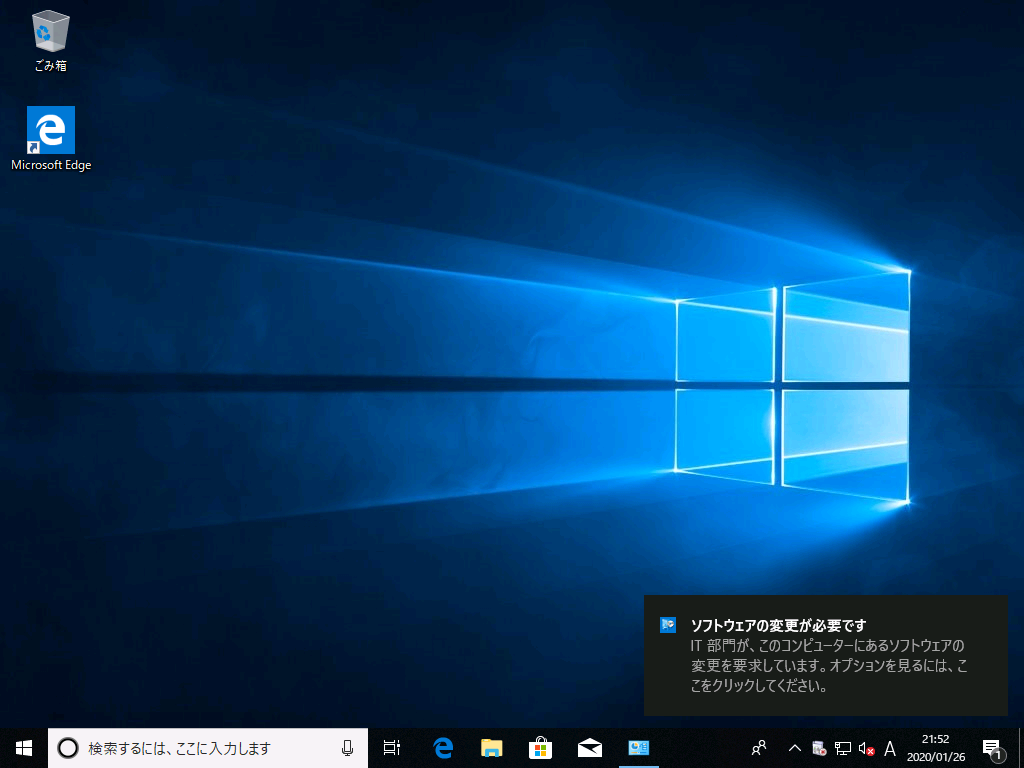 ごみ箱
Microsoft Edge
ソフトウェアの変更が必要です
IT 部門が、このコンピューターにあるソフトウェアの
変更を要求しています。オプションを見るには、こ
こをクリックしてください。
検索するには、ここに入力します
A
21:52
2020/01/26
1